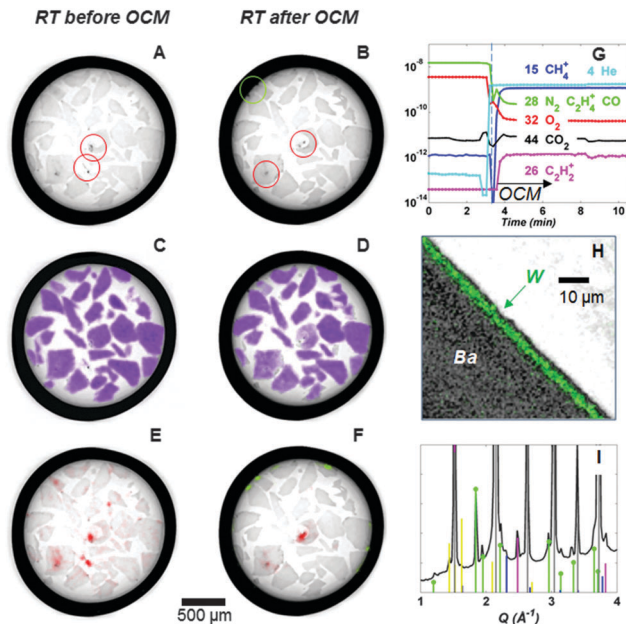 RT before OCM
RT after OCM
A
B
G
10⁻⁸
10⁻¹⁰
10⁻¹²
10⁻¹⁴
15 CH₄⁺ 4 He
28 N₂ C₂H₄⁺ CO
32 O₂
44 CO₂
26 C₂H₂⁺
OCM
0 2 4 6 8 10
Time (min)
C
D
H
W
10 μm
Ba
E
F
I
500 μm
1 2 3 4
Q (Å⁻¹)